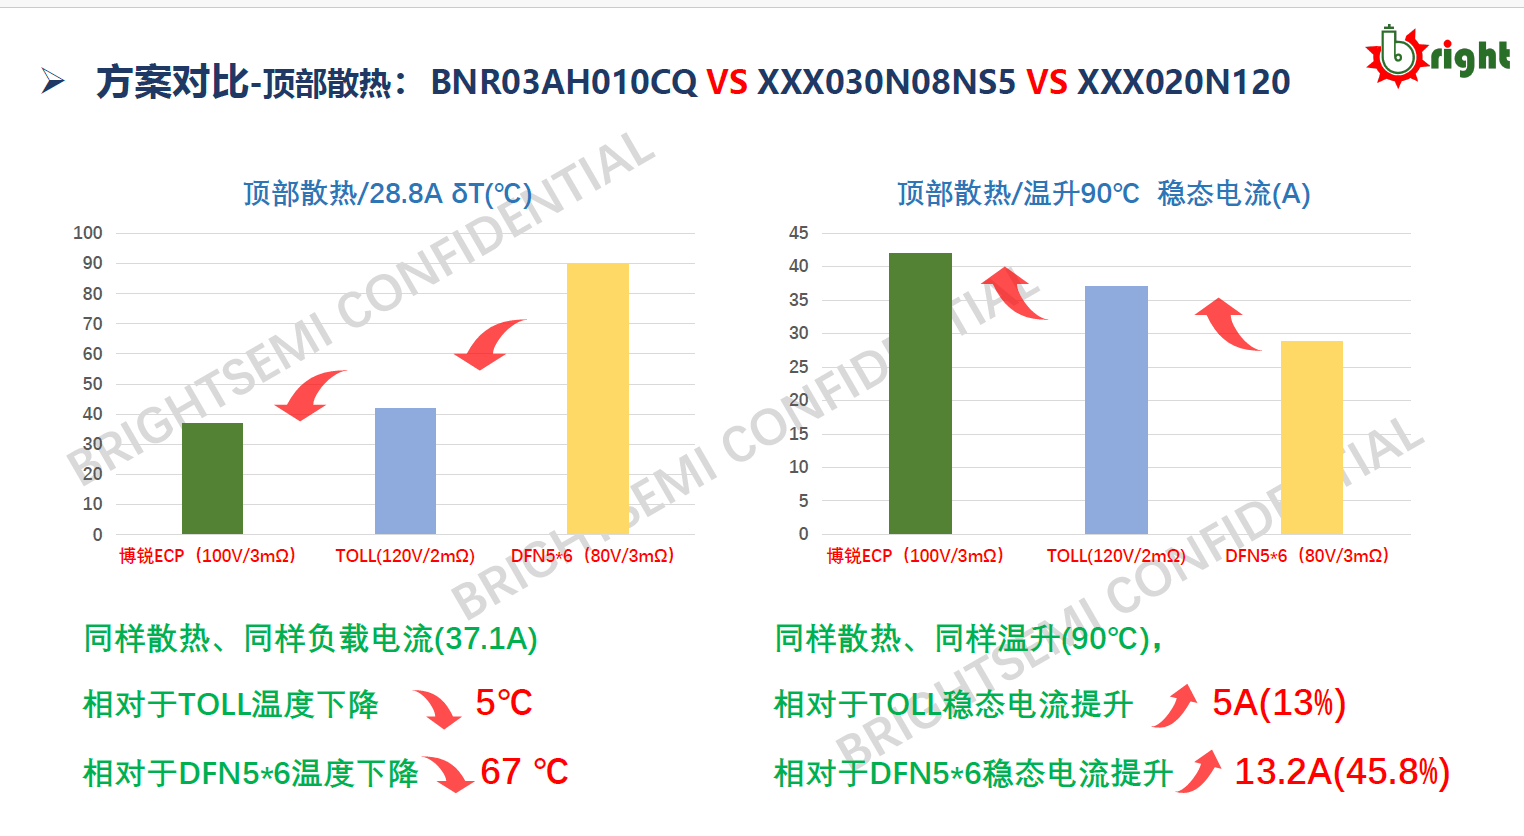 方案对比-顶部散热：BNR03AH010CQ VS XXX030N08NS5 VS XXX020N120
bright
顶部散热/28.8A δT(℃)
100
90
80
70
60
50
40
30
20
10
0
博锐ECP（100V/3mΩ）
TOLL(120V/2mΩ)
DFN5*6（80V/3mΩ）
顶部散热/温升90℃ 稳态电流(A)
45
40
35
30
25
20
15
10
5
0
博锐ECP（100V/3mΩ）
TOLL(120V/2mΩ)
DFN5*6（80V/3mΩ）
同样散热、同样负载电流(37.1A)
相对于TOLL温度下降 5℃
相对于DFN5*6温度下降 67 ℃
同样散热、同样温升(90℃)，
相对于TOLL稳态电流提升 5A(13%)
相对于DFN5*6稳态电流提升 13.2A(45.8%)
BRIGHTSEMI CONFIDENTIAL
BRIGHTSEMI CONFIDENTIAL
BRIGHTSEMI CONFIDENTIAL